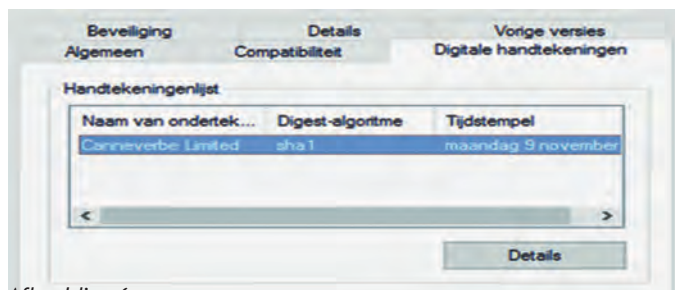 Beveiliging Details Vorige versies
Algemeen Compatibiliteit Digitale handtekeningen
Handtekeningenlijst
Naam van ondertek... Digest-algoritme Tijdstempel
Canneverbe Limited sha1 maandag 9 november
Details